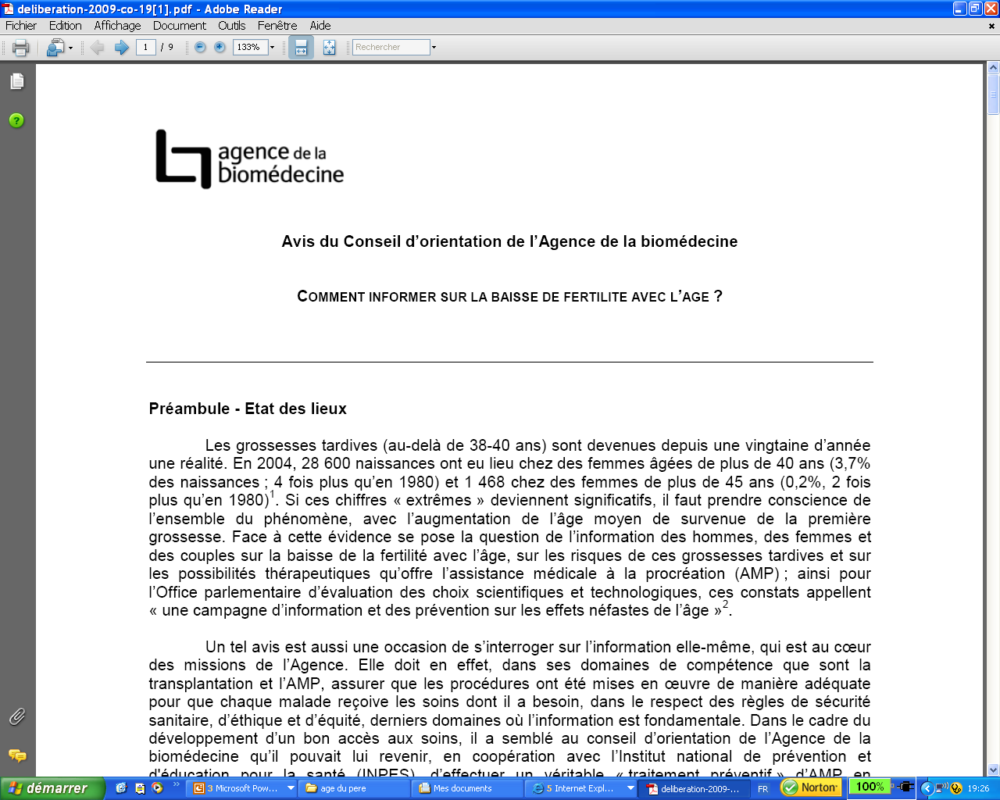 deliberation-2009-co-19[1].pdf - Adobe Reader
Fichier Edition Affichage Document Outils Fenêtre Aide
1 / 9 133% Rechercher
agence de la
biomédecine
Avis du Conseil d'orientation de l'Agence de la biomédecine
COMMENT INFORMER SUR LA BAISSE DE FERTILITE AVEC L'AGE ?
Préambule - Etat des lieux
Les grossesses tardives (au-delà de 38-40 ans) sont devenues depuis une vingtaine d'année
une réalité. En 2004, 28 600 naissances ont eu lieu chez des femmes âgées de plus de 40 ans (3,7%
des naissances ; 4 fois plus qu'en 1980) et 1 468 chez des femmes de plus de 45 ans (0,2%, 2 fois
plus qu'en 1980)1. Si ces chiffres « extrêmes » deviennent significatifs, il faut prendre conscience de
l'ensemble du phénomène, avec l'augmentation de l'âge moyen de survenue de la première
grossesse. Face à cette évidence se pose la question de l'information des hommes, des femmes et
des couples sur la baisse de la fertilité avec l'âge, sur les risques de ces grossesses tardives et sur
les possibilités thérapeutiques qu'offre l'assistance médicale à la procréation (AMP) ; ainsi pour
l'Office parlementaire d'évaluation des choix scientifiques et technologiques, ces constats appellent
« une campagne d'information et des prévention sur les effets néfastes de l'âge »2.
Un tel avis est aussi une occasion de s'interroger sur l'information elle-même, qui est au cœur
des missions de l'Agence. Elle doit en effet, dans ses domaines de compétence que sont la
transplantation et l'AMP, assurer que les procédures ont été mises en œuvre de manière adéquate
pour que chaque malade reçoive les soins dont il a besoin, dans le respect des règles de sécurité
sanitaire, d'éthique et d'équité, derniers domaines où l'information est fondamentale. Dans le cadre du
développement d'un bon accès aux soins, il a semblé au conseil d'orientation de l'Agence de la
biomédecine qu'il pouvait lui revenir, en coopération avec l'Institut national de prévention et
d'éducation pour la santé (INPES), d'effectuer un véritable « traitement préventif » d'AMP en
démarrer 3 Microsoft Pow... age du pere Mes documents 5 Internet Expl... deliberation-2009-... FR Norton 100% 19:26